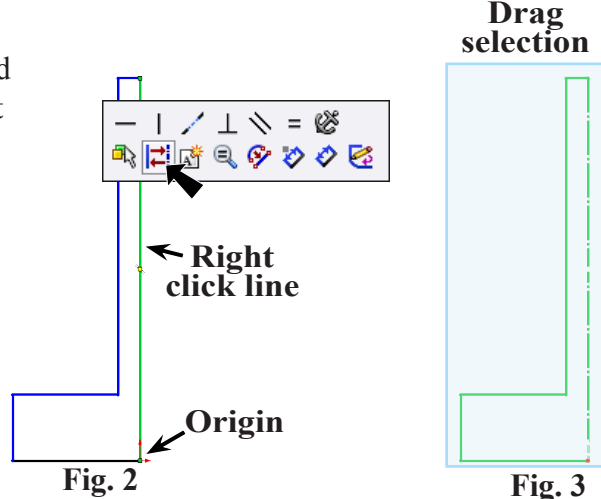 Drag
selection
d
t
A
Right
click line
Origin
Fig. 2
Fig. 3